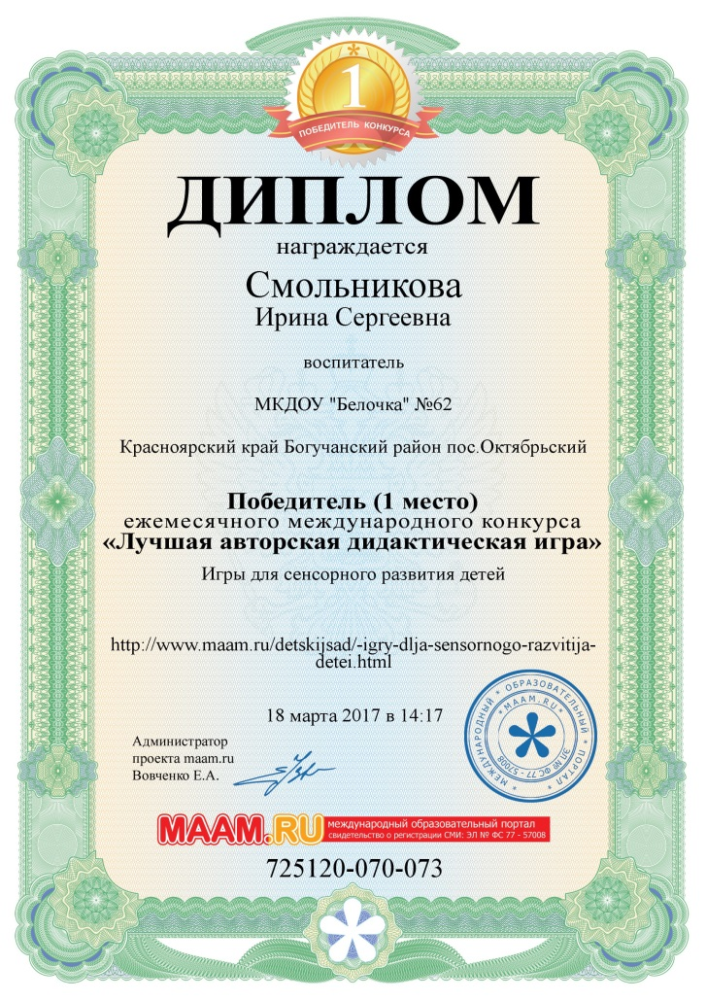 1
ПОБЕДИТЕЛЬ КОНКУРСА
ДИПЛОМ
награждается
Смольникова
Ирина Сергеевна
воспитатель
МКДОУ "Белочка" №62
Красноярский край Богучанский район пос.Октябрьский
Победитель (1 место)
ежемесячного международного конкурса
«Лучшая авторская дидактическая игра»
Игры для сенсорного развития детей
http://www.maam.ru/detskijsad/-igry-dlja-sensornogo-razvitija-
detei.html
18 марта 2017 в 14:17
Администратор
проекта maam.ru
Вовченко Е.А.
* МЕЖДУНАРОДНЫЙ * ОБРАЗОВАТЕЛЬНЫЙ * ПОРТАЛ *
* MAAM.RU *
ЭЛ № ФС 77 - 57008
MAAM.RU
международный образовательный портал
свидетельство о регистрации СМИ: ЭЛ № ФС 77 - 57008
725120-070-073